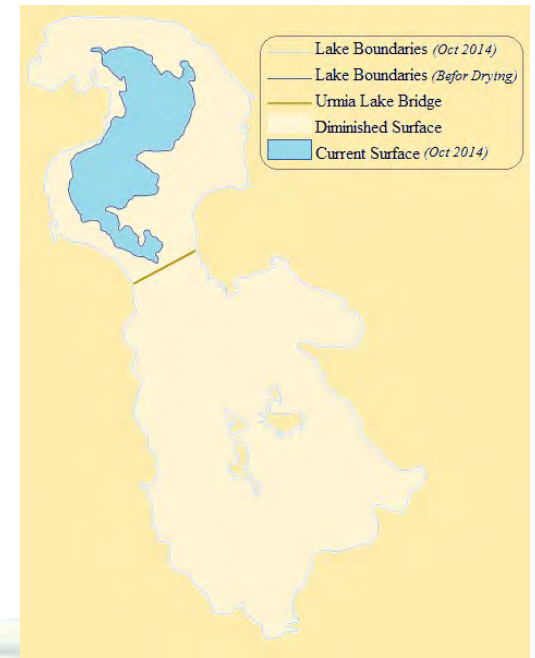 Lake Boundaries (Oct 2014)
Lake Boundaries (Befor Drying)
Urmia Lake Bridge
Diminished Surface
Current Surface (Oct 2014)